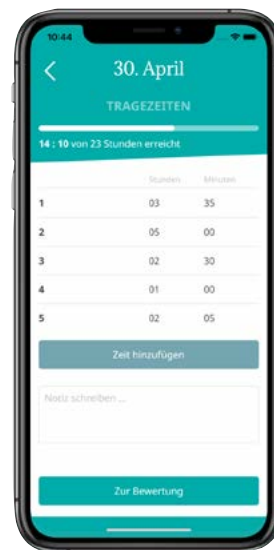 10:44
30. April
TRAGEZEITEN
14 : 10 von 23 Stunden erreicht
Stunden Minuten
1 03 35
2 05 00
3 02 30
4 01 00
5 02 05
Zeit hinzufügen
Notiz schreiben ...
Zur Bewertung